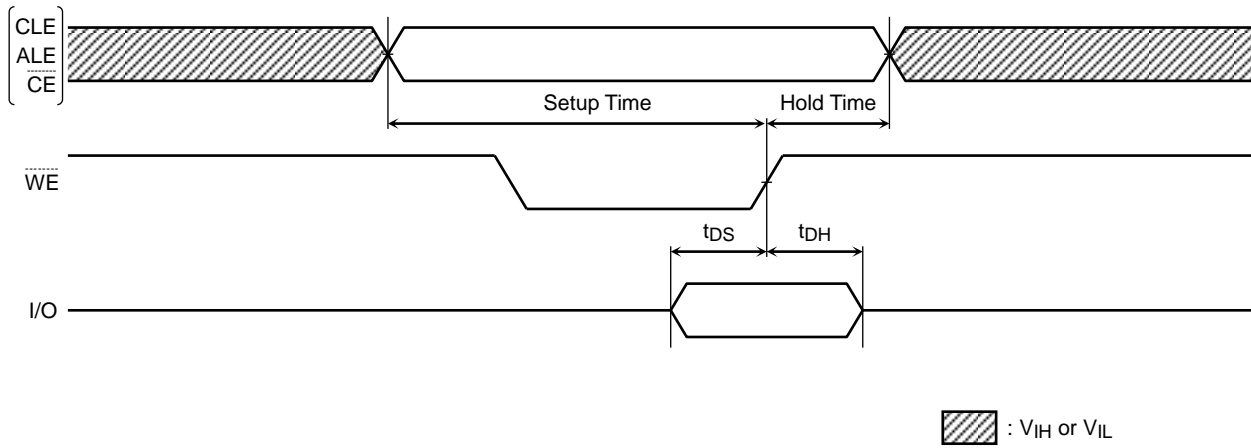 CLE
ALE
CE
Setup Time
Hold Time
WE
tDS
tDH
I/O
: VIH or VIL